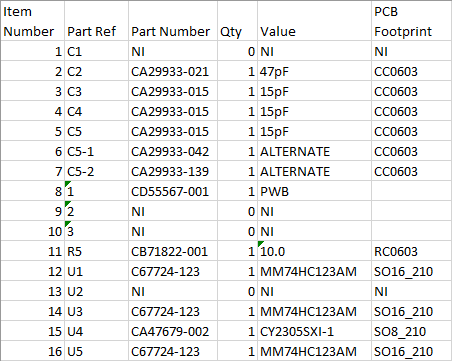 Item Number Part Ref Part Number Qty Value PCB Footprint
1 C1 NI 0 NI NI
2 C2 CA29933-021 1 47pF CC0603
3 C3 CA29933-015 1 15pF CC0603
4 C4 CA29933-015 1 15pF CC0603
5 C5 CA29933-015 1 15pF CC0603
6 C5-1 CA29933-042 1 ALTERNATE CC0603
7 C5-2 CA29933-139 1 ALTERNATE CC0603
8 1 CD55567-001 1 PWB
9 2 NI 0 NI
10 3 NI 0 NI
11 R5 CB71822-001 1 10.0 RC0603
12 U1 C67724-123 1 MM74HC123AM SO16_210
13 U2 NI 0 NI NI
14 U3 C67724-123 1 MM74HC123AM SO16_210
15 U4 CA47679-002 1 CY2305SXI-1 SO8_210
16 U5 C67724-123 1 MM74HC123AM SO16_210